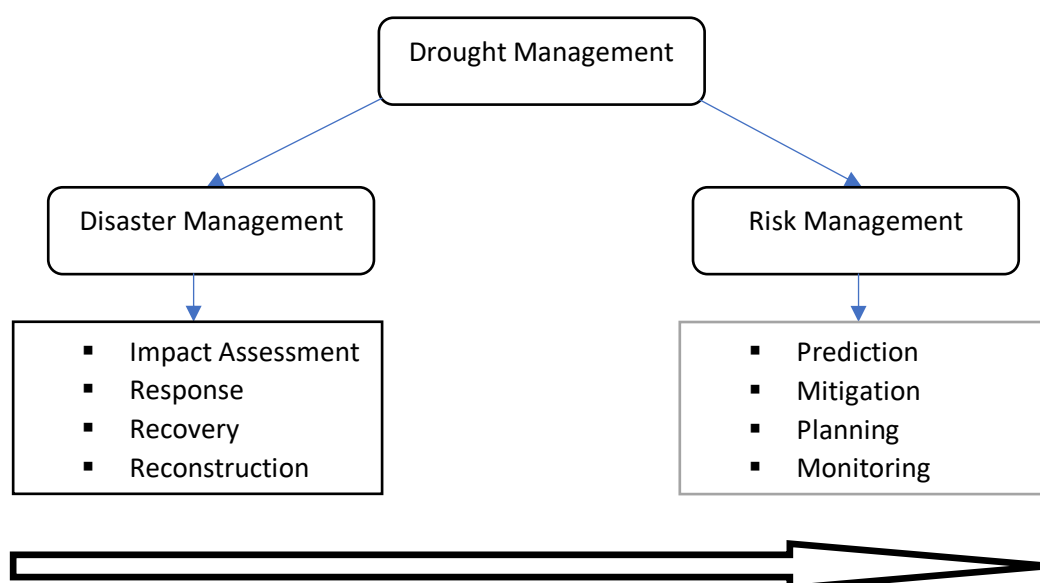 Drought Management
Disaster Management
Risk Management
▪ Impact Assessment
▪ Response
▪ Recovery
▪ Reconstruction
▪ Prediction
▪ Mitigation
▪ Planning
▪ Monitoring